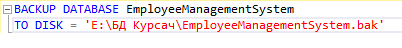 BACKUP DATABASE EmployeeManagementSystem
TO DISK = 'E:\БД Курсач\EmployeeManagementSystem.bak'